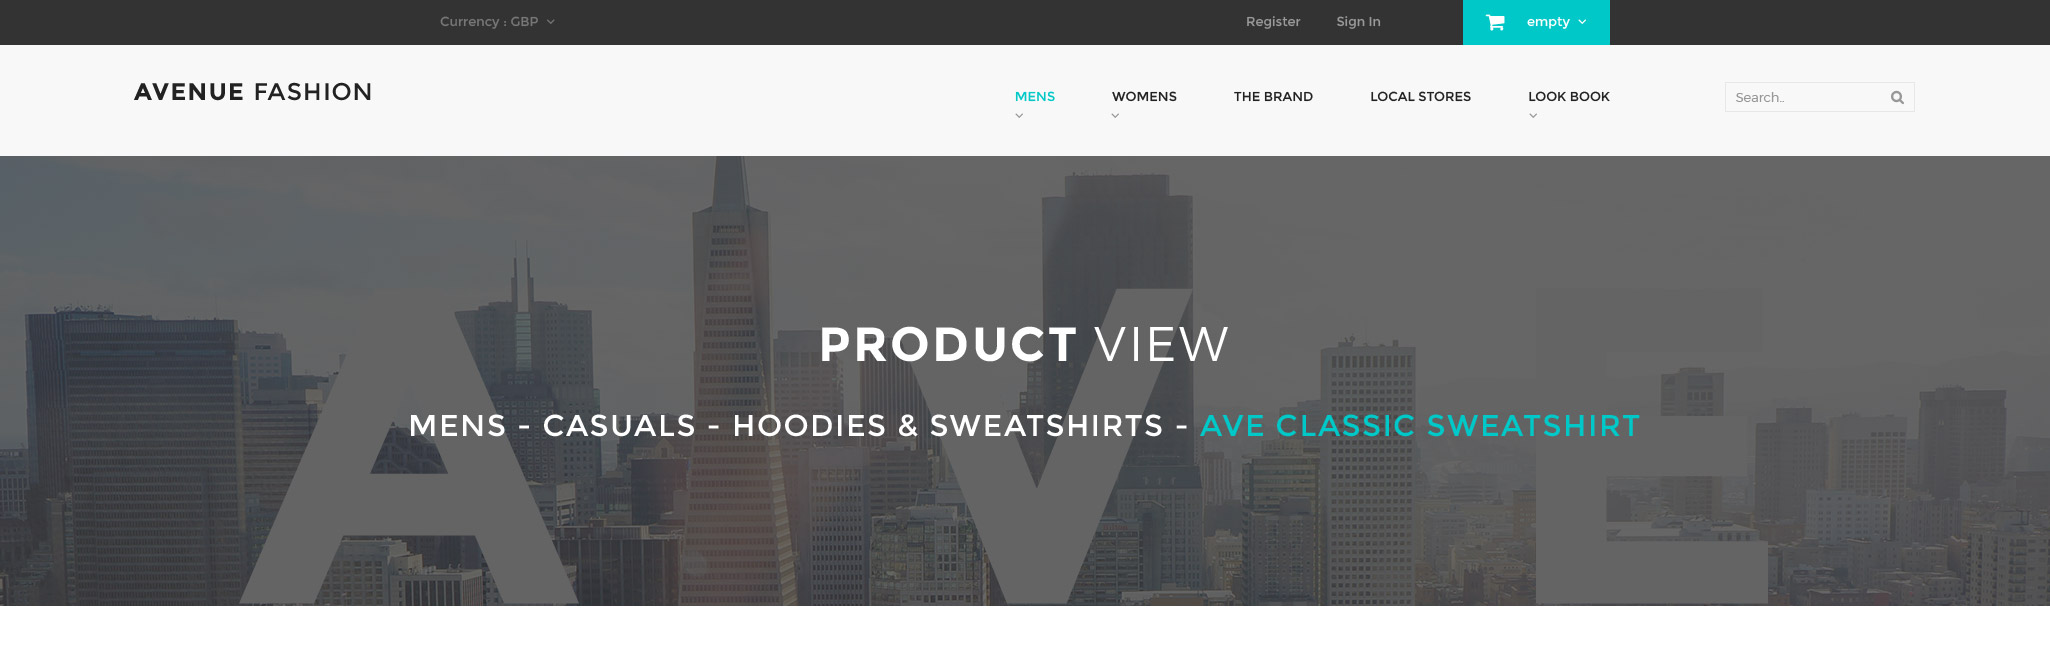 Currency : GBP
Register
Sign In
empty
AVENUE FASHION
MENS
WOMENS
THE BRAND
LOCAL STORES
LOOK BOOK
Search..
AVE
PRODUCT VIEW
MENS - CASUALS - HOODIES & SWEATSHIRTS - AVE CLASSIC SWEATSHIRT